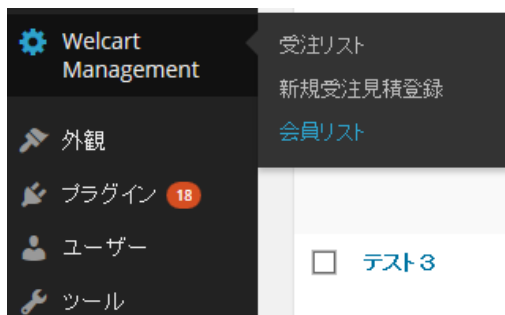 Welcart
Management
受注リスト
新規受注見積登録
会員リスト
外観
プラグイン 18
ユーザー
ツール
テスト3